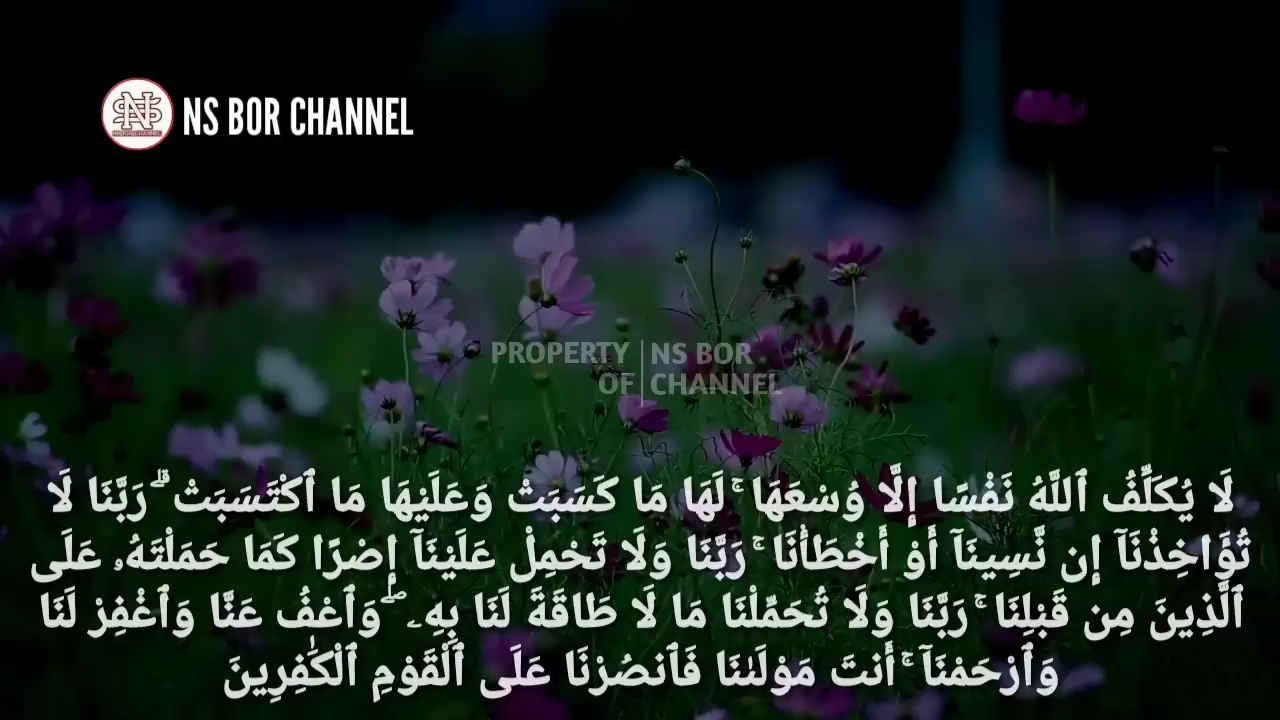 NS BOR CHANNEL
PROPERTY OF | NS BOR CHANNEL
لَا يُكَلِّفُ ٱللَّهُ نَفْسًا إِلَّا وُسْعَهَا ۚ لَهَا مَا كَسَبَتْ وَعَلَيْهَا مَا ٱكْتَسَبَتْ ۗ رَبَّنَا لَا
تُؤَاخِذْنَآ إِن نَّسِينَآ أَوْ أَخْطَأْنَا ۚ رَبَّنَا وَلَا تَحْمِلْ عَلَيْنَآ إِصْرًا كَمَا حَمَلْتَهُۥ عَلَى
ٱلَّذِينَ مِن قَبْلِنَا ۚ رَبَّنَا وَلَا تُحَمِّلْنَا مَا لَا طَاقَةَ لَنَا بِهِۦ ۖ وَٱعْفُ عَنَّا وَٱغْفِرْ لَنَا
وَٱرْحَمْنَآ ۚ أَنتَ مَوْلَىٰنَا فَٱنصُرْنَا عَلَى ٱلْقَوْمِ ٱلْكَٰفِرِينَ